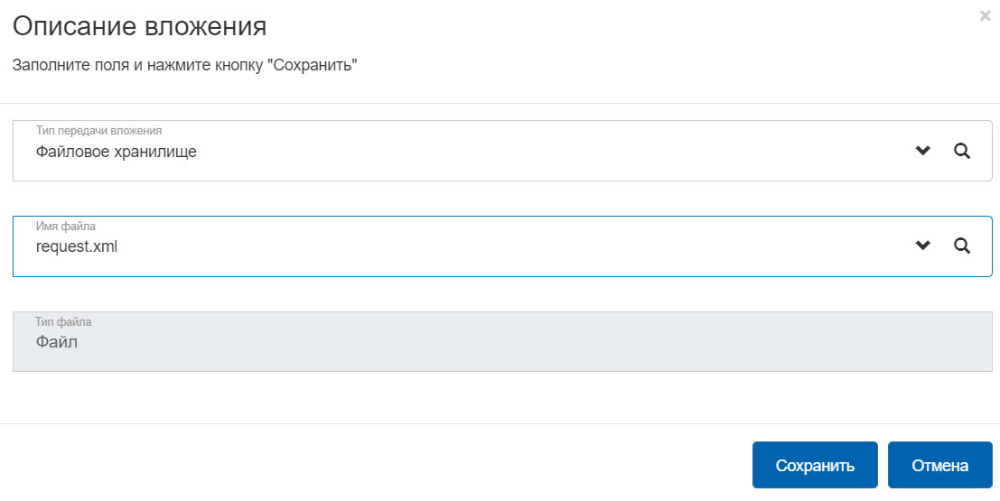 Описание вложения
Заполните поля и нажмите кнопку "Сохранить"
Тип передачи вложения
Файловое хранилище
Имя файла
request.xml
Тип файла
Файл
Сохранить
Отмена